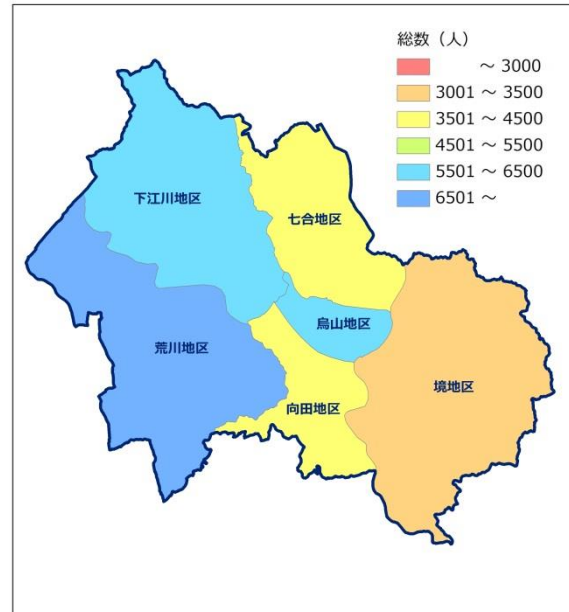 総数（人）
～ 3000
3001 ～ 3500
3501 ～ 4500
4501 ～ 5500
5501 ～ 6500
6501 ～
下江川地区
七合地区
烏山地区
荒川地区
境地区
向田地区